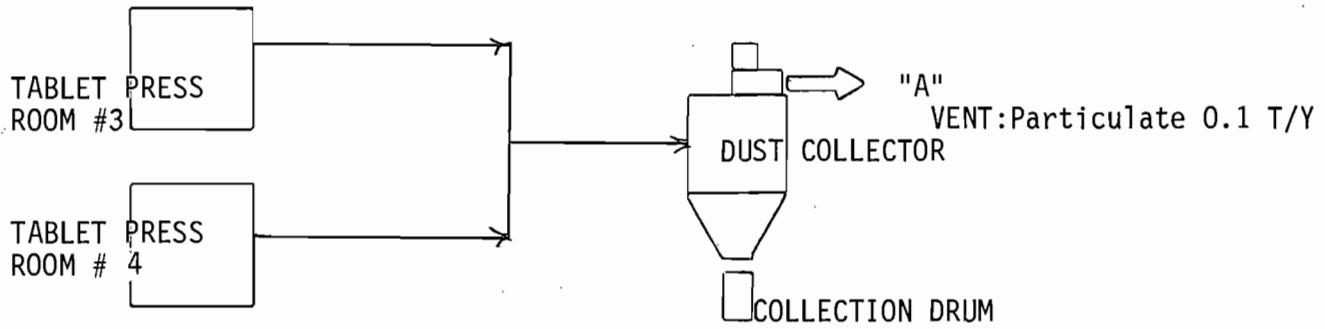 TABLET PRESS
ROOM #3
"A"
VENT:Particulate 0.1 T/Y
DUST COLLECTOR
TABLET PRESS
ROOM # 4
COLLECTION DRUM